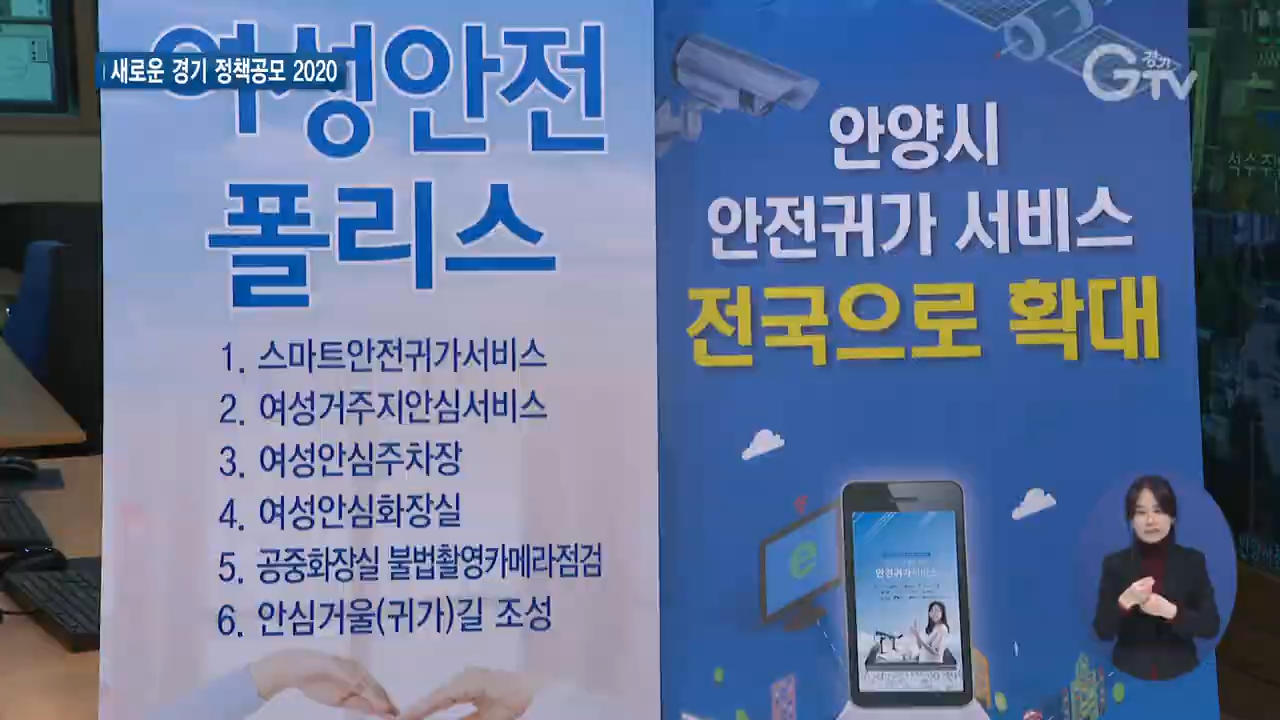 새로운 경기 정책공모 2020
경기
GTV
여성안전
폴리스
1. 스마트안전귀가서비스
2. 여성거주지안심서비스
3. 여성안심주차장
4. 여성안심화장실
5. 공중화장실 불법촬영카메라점검
6. 안심거울(귀가)길 조성
안양시
안전귀가 서비스
전국으로 확대
e
안전귀가서비스